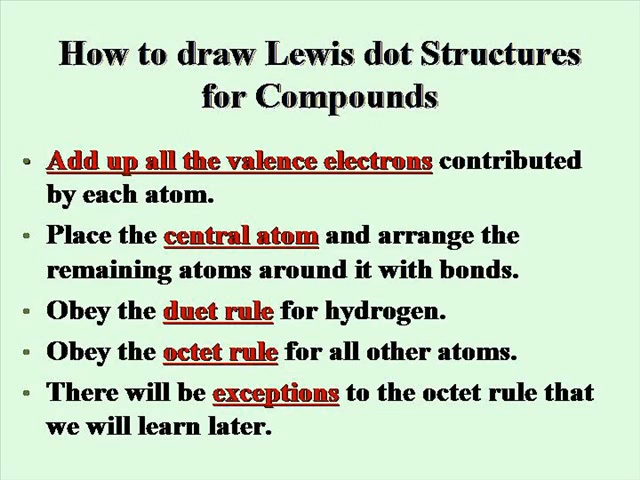 How to draw Lewis dot Structures
for Compounds
• Add up all the valence electrons contributed
by each atom.
• Place the central atom and arrange the
remaining atoms around it with bonds.
• Obey the duet rule for hydrogen.
• Obey the octet rule for all other atoms.
• There will be exceptions to the octet rule that
we will learn later.